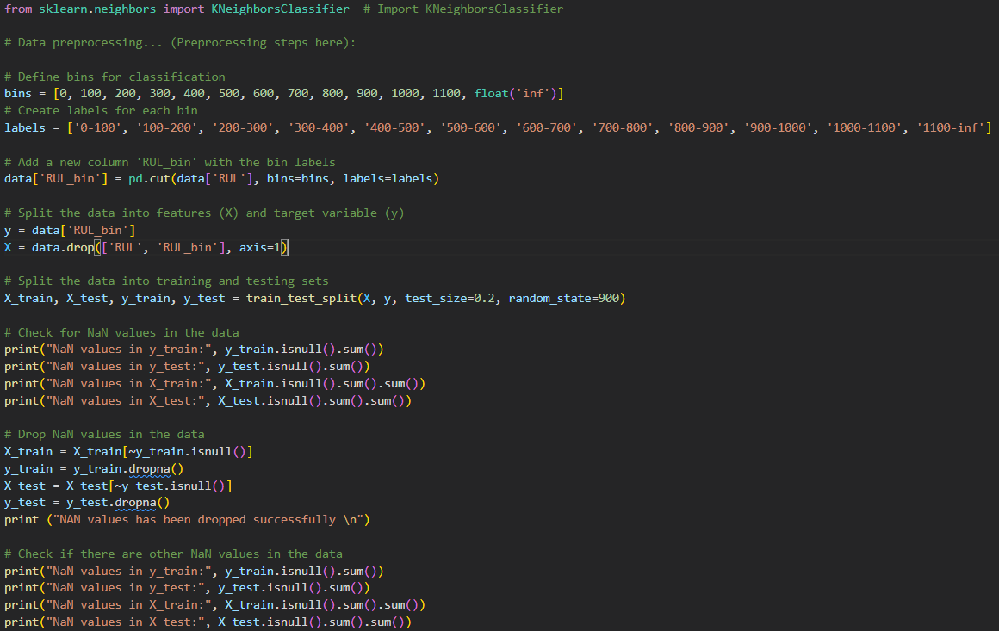 from sklearn.neighbors import KNeighborsClassifier  # Import KNeighborsClassifier
# Data preprocessing... (Preprocessing steps here):
# Define bins for classification
bins = [0, 100, 200, 300, 400, 500, 600, 700, 800, 900, 1000, 1100, float('inf')]
# Create labels for each bin
labels = ['0-100', '100-200', '200-300', '300-400', '400-500', '500-600', '600-700', '700-800', '800-900', '900-1000', '1000-1100', '1100-inf']
# Add a new column 'RUL_bin' with the bin labels
data['RUL_bin'] = pd.cut(data['RUL'], bins=bins, labels=labels)
# Split the data into features (X) and target variable (y)
y = data['RUL_bin']
X = data.drop(['RUL', 'RUL_bin'], axis=1)
# Split the data into training and testing sets
X_train, X_test, y_train, y_test = train_test_split(X, y, test_size=0.2, random_state=900)
# Check for NaN values in the data
print("NaN values in y_train:", y_train.isnull().sum())
print("NaN values in y_test:", y_test.isnull().sum())
print("NaN values in X_train:", X_train.isnull().sum().sum())
print("NaN values in X_test:", X_test.isnull().sum().sum())
# Drop NaN values in the data
X_train = X_train[~y_train.isnull()]
y_train = y_train.dropna()
X_test = X_test[~y_test.isnull()]
y_test = y_test.dropna()
print ("NAN values has been dropped successfully \n")
# Check if there are other NaN values in the data
print("NaN values in y_train:", y_train.isnull().sum())
print("NaN values in y_test:", y_test.isnull().sum())
print("NaN values in X_train:", X_train.isnull().sum().sum())
print("NaN values in X_test:", X_test.isnull().sum().sum())